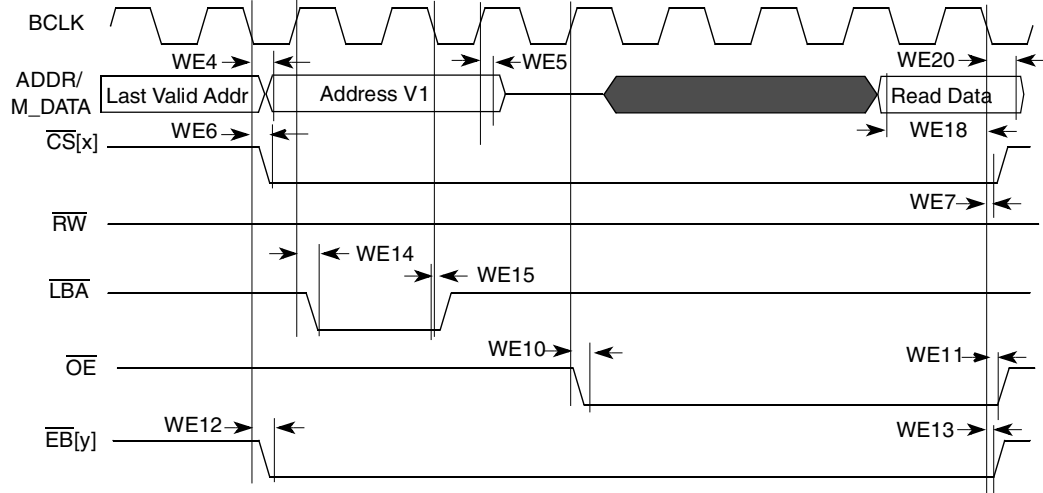 BCLK
WE4
WE5
WE20
ADDR/
M_DATA
Last Valid Addr
Address V1
Read Data
WE6
WE18
CS[x]
WE7
RW
WE14
WE15
LBA
WE10
WE11
OE
WE12
WE13
EB[y]